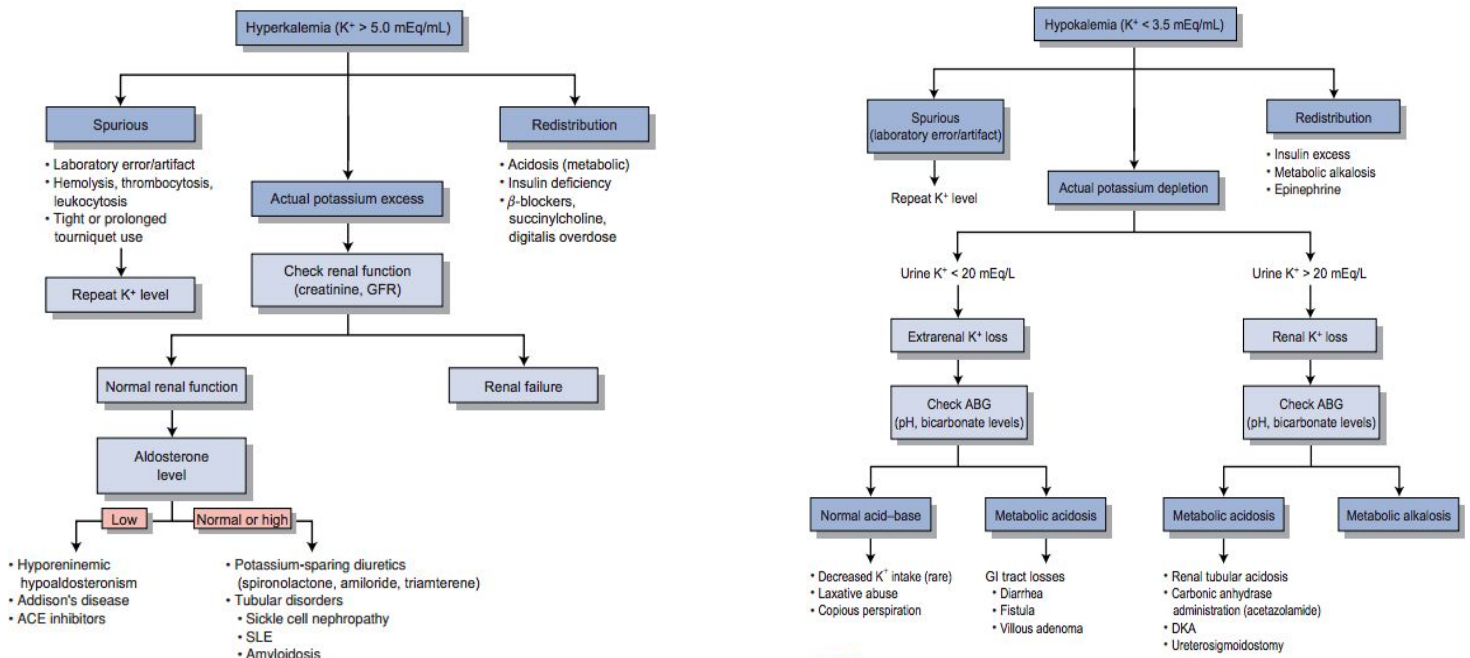 Hyperkalemia (K+ > 5.0 mEq/mL)
Spurious
• Laboratory error/artifact
• Hemolysis, thrombocytosis,
leukocytosis
• Tight or prolonged
tourniquet use
Repeat K+ level
Actual potassium excess
Redistribution
• Acidosis (metabolic)
• Insulin deficiency
• β-blockers,
succinylcholine,
digitalis overdose
Check renal function
(creatinine, GFR)
Normal renal function
Renal failure
Aldosterone
level
Low
Normal or high
• Hyporeninemic
hypoaldosteronism
• Addison's disease
• ACE inhibitors
• Potassium-sparing diuretics
(spironolactone, amiloride, triamterene)
• Tubular disorders
• Sickle cell nephropathy
• SLE
• Amyloidosis
Hypokalemia (K+ < 3.5 mEq/mL)
Spurious
(laboratory error/artifact)
Repeat K+ level
Actual potassium depletion
Redistribution
• Insulin excess
• Metabolic alkalosis
• Epinephrine
Urine K+ < 20 mEq/L
Urine K+ > 20 mEq/L
Extrarenal K+ loss
Renal K+ loss
Check ABG
(pH, bicarbonate levels)
Check ABG
(pH, bicarbonate levels)
Normal acid–base
Metabolic acidosis
Metabolic acidosis
Metabolic alkalosis
• Decreased K+ intake (rare)
• Laxative abuse
• Copious perspiration
GI tract losses
• Diarrhea
• Fistula
• Villous adenoma
• Renal tubular acidosis
• Carbonic anhydrase
administration (acetazolamide)
• DKA
• Ureterosigmoidostomy